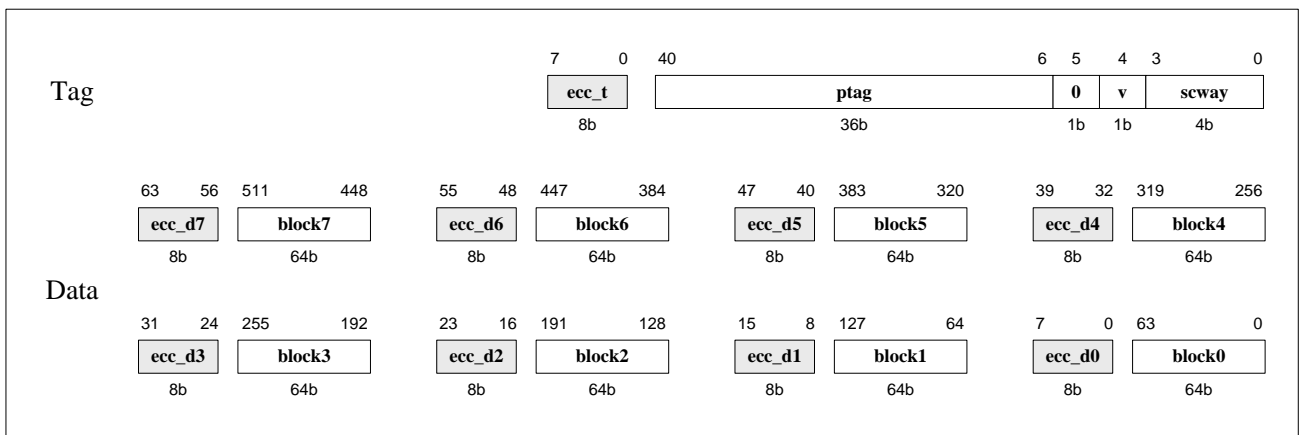 7 0 40 6 5 4 3 0
Tag ecc_t ptag 0 v scway
8b 36b 1b 1b 4b
63 56 511 448 55 48 447 384 47 40 383 320 39 32 319 256
ecc_d7 block7 ecc_d6 block6 ecc_d5 block5 ecc_d4 block4
8b 64b 8b 64b 8b 64b 8b 64b
Data
31 24 255 192 23 16 191 128 15 8 127 64 7 0 63 0
ecc_d3 block3 ecc_d2 block2 ecc_d1 block1 ecc_d0 block0
8b 64b 8b 64b 8b 64b 8b 64b